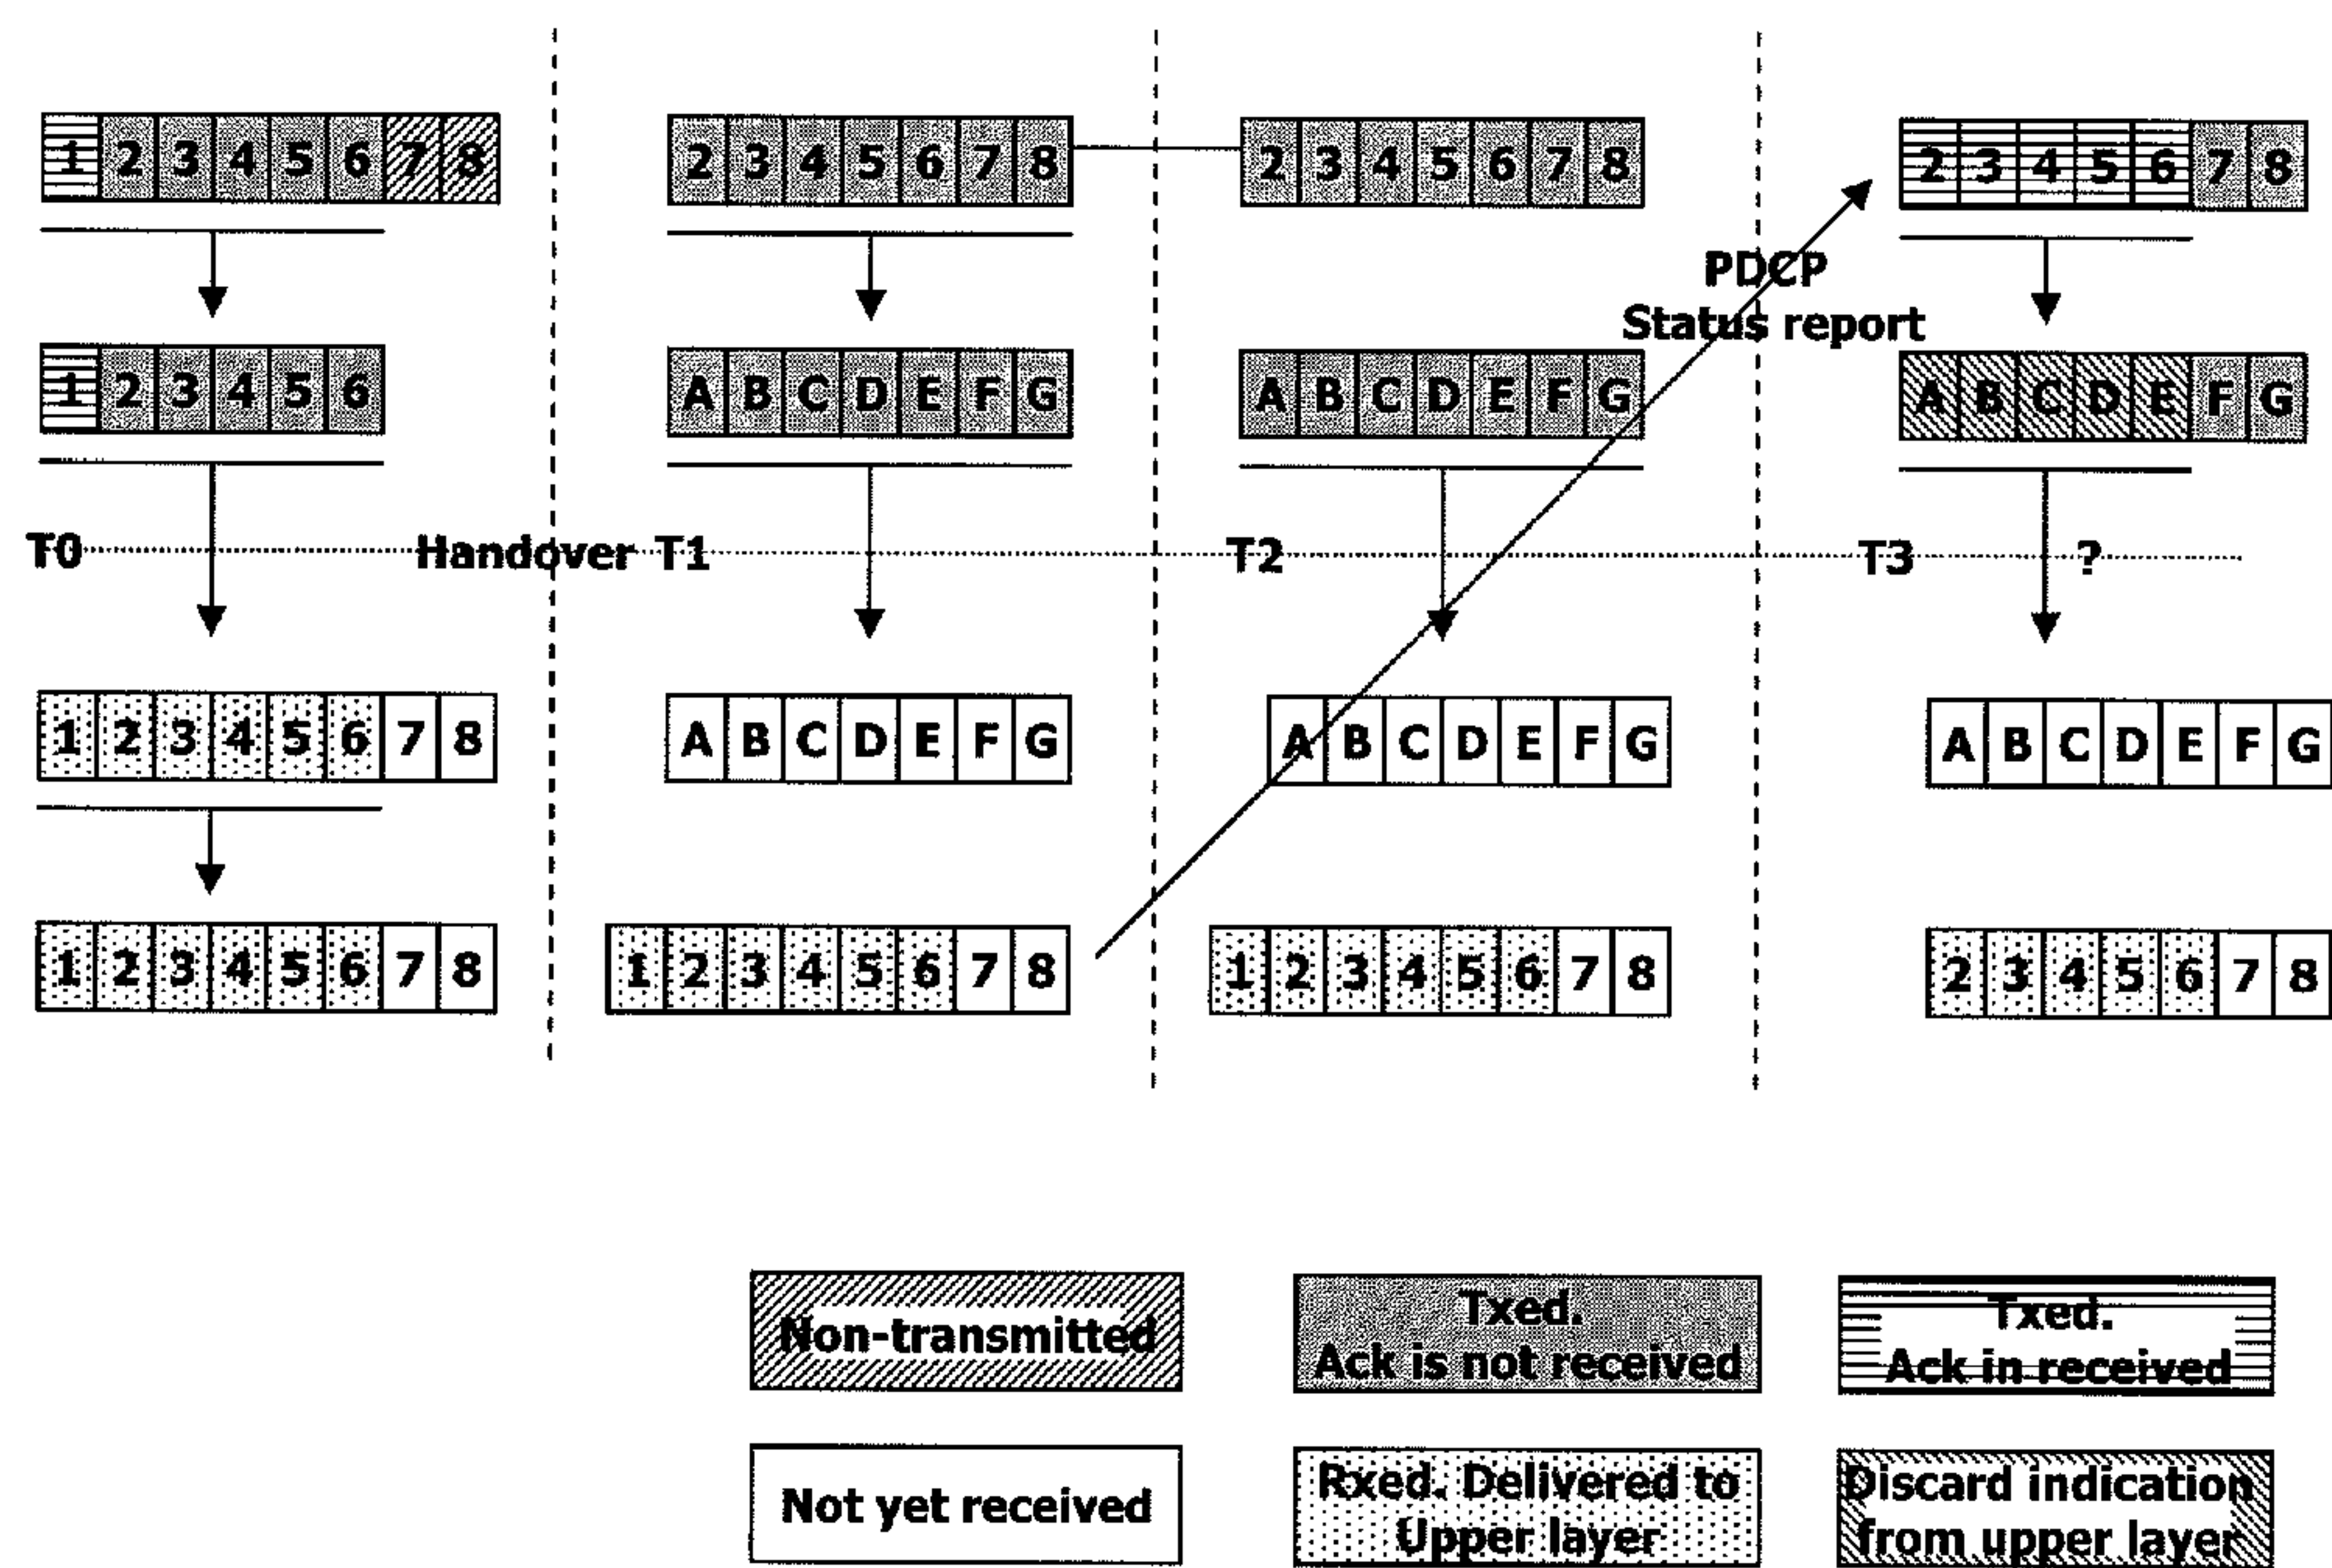 1 2 3 4 5 6 7 8
2 3 4 5 6 7 8
2 3 4 5 6 7 8
2 3 4 5 6 7 8
PDCP
Status report
1 2 3 4 5 6
A B C D E F G
A B C D E F G
A B C D E F G
T0
Handover
T1
T2
T3
?
1 2 3 4 5 6 7 8
A B C D E F G
A B C D E F G
A B C D E F G
1 2 3 4 5 6 7 8
1 2 3 4 5 6 7 8
1 2 3 4 5 6 7 8
2 3 4 5 6 7 8
Non-transmitted
Txed.
Ack is not received
Txed.
Ack in received
Not yet received
Rxed. Delivered to
Upper layer
Discard indication
from upper layer